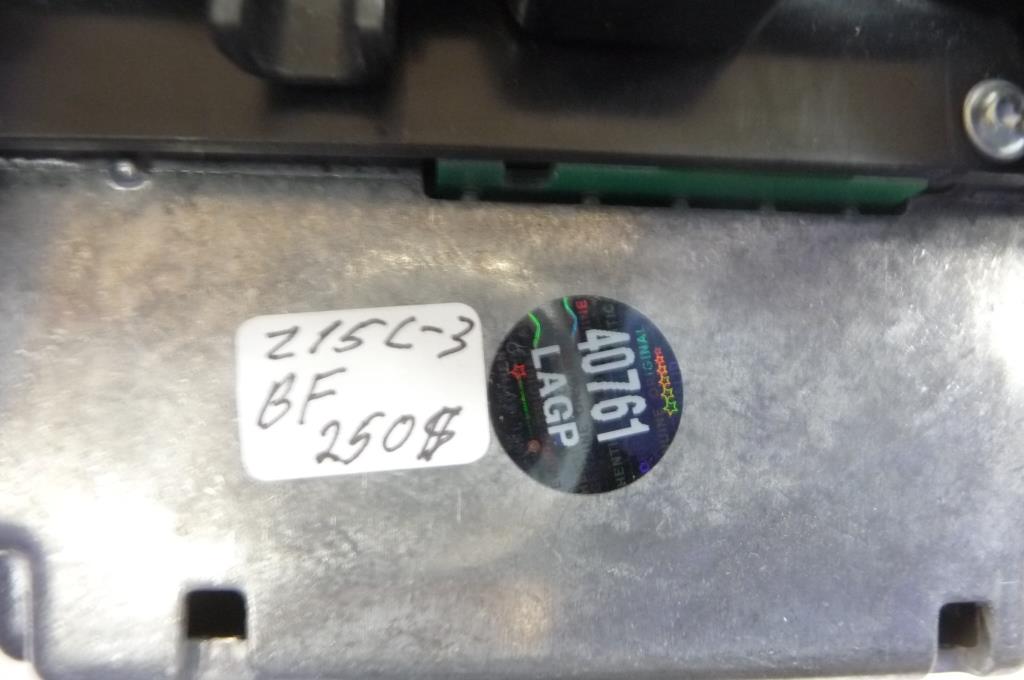 Z15C-3
BF
250$
40761
LAGP